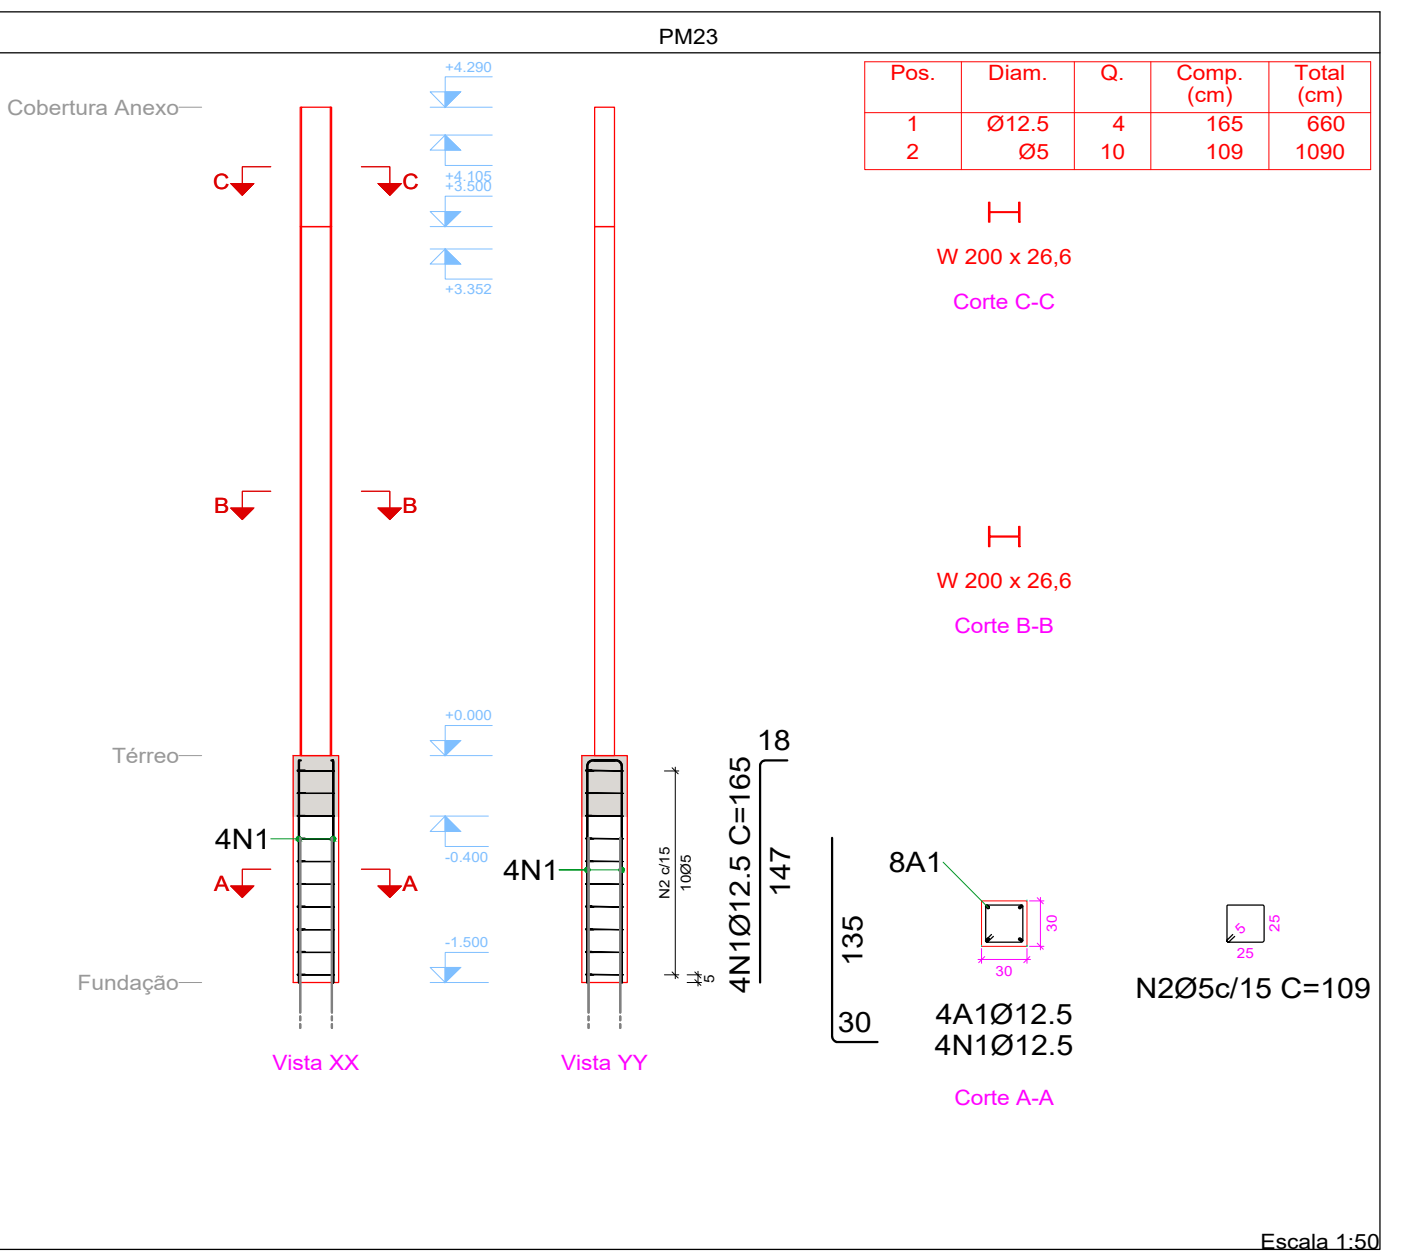 PM23
Pos. Diam. Q. Comp. (cm) Total (cm)
1 Ø12.5 4 165 660
2 Ø5 10 109 1090
Cobertura Anexo
+4.290
+4.105
+3.500
+3.352
C C
W 200 x 26,6
Corte C-C
B B
W 200 x 26,6
Corte B-B
+0.000
Térreo
-0.400
4N1
4N1
A A
-1.500
Fundação
N2 c/15
10Ø5
5
4N1Ø12.5 C=165
18
147
135
30
8A1
30
30
4A1Ø12.5
4N1Ø12.5
Corte A-A
5
25
25
N2Ø5c/15 C=109
Vista XX
Vista YY
Escala 1:50